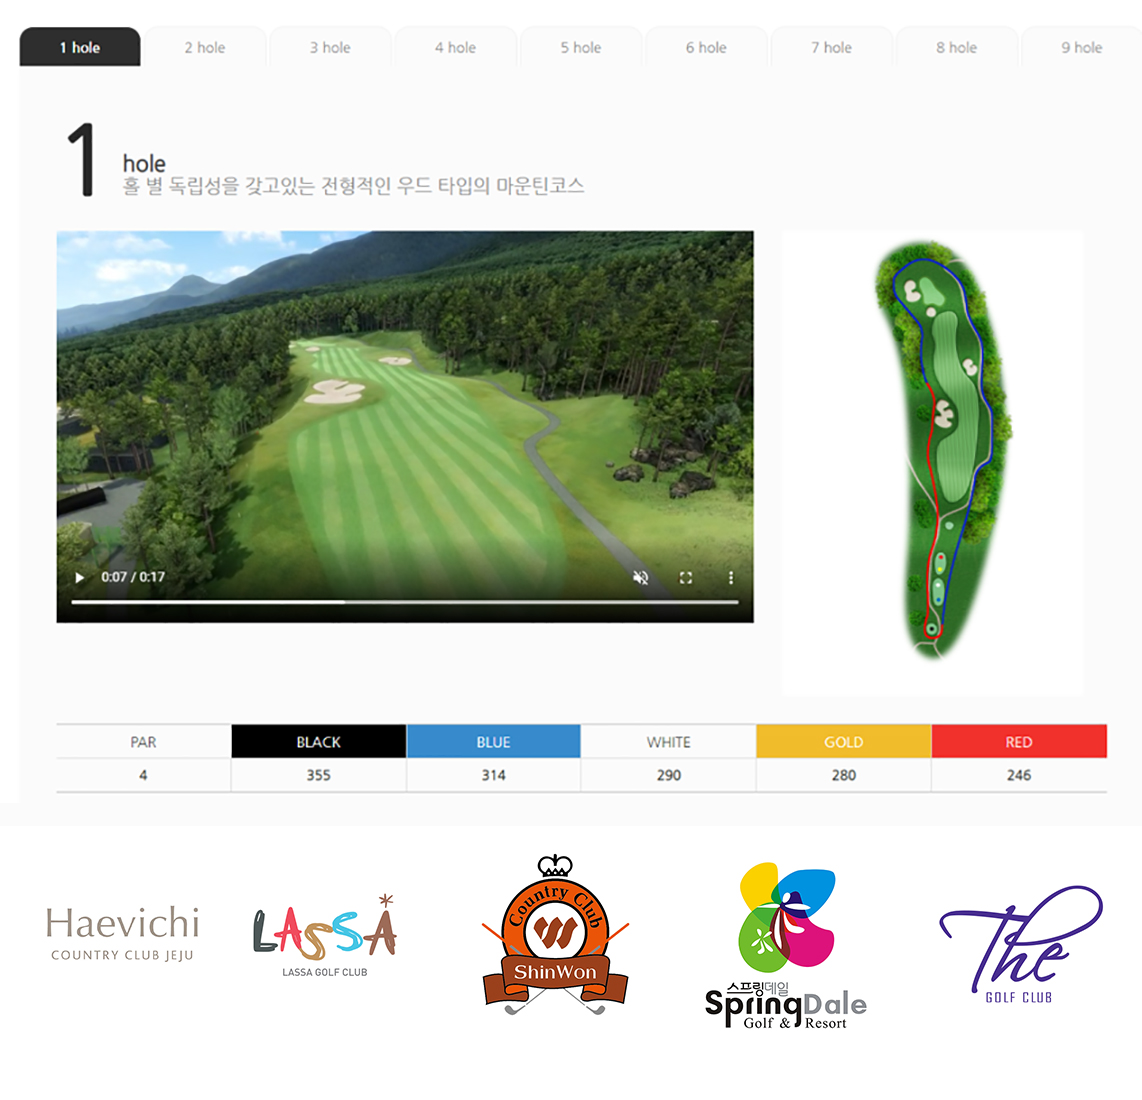 1 hole
2 hole
3 hole
4 hole
5 hole
6 hole
7 hole
8 hole
9 hole
1 hole
홀 별 독립성을 갖고있는 전형적인 우드 타입의 마운틴코스
0:07 / 0:17
PAR BLACK BLUE WHITE GOLD RED
4 355 314 290 280 246
Haevichi
COUNTRY CLUB JEJU
LASSA
LASSA GOLF CLUB
Country Club
ShinWon
스프링데일
SpringDale
Golf & Resort
The
GOLF CLUB